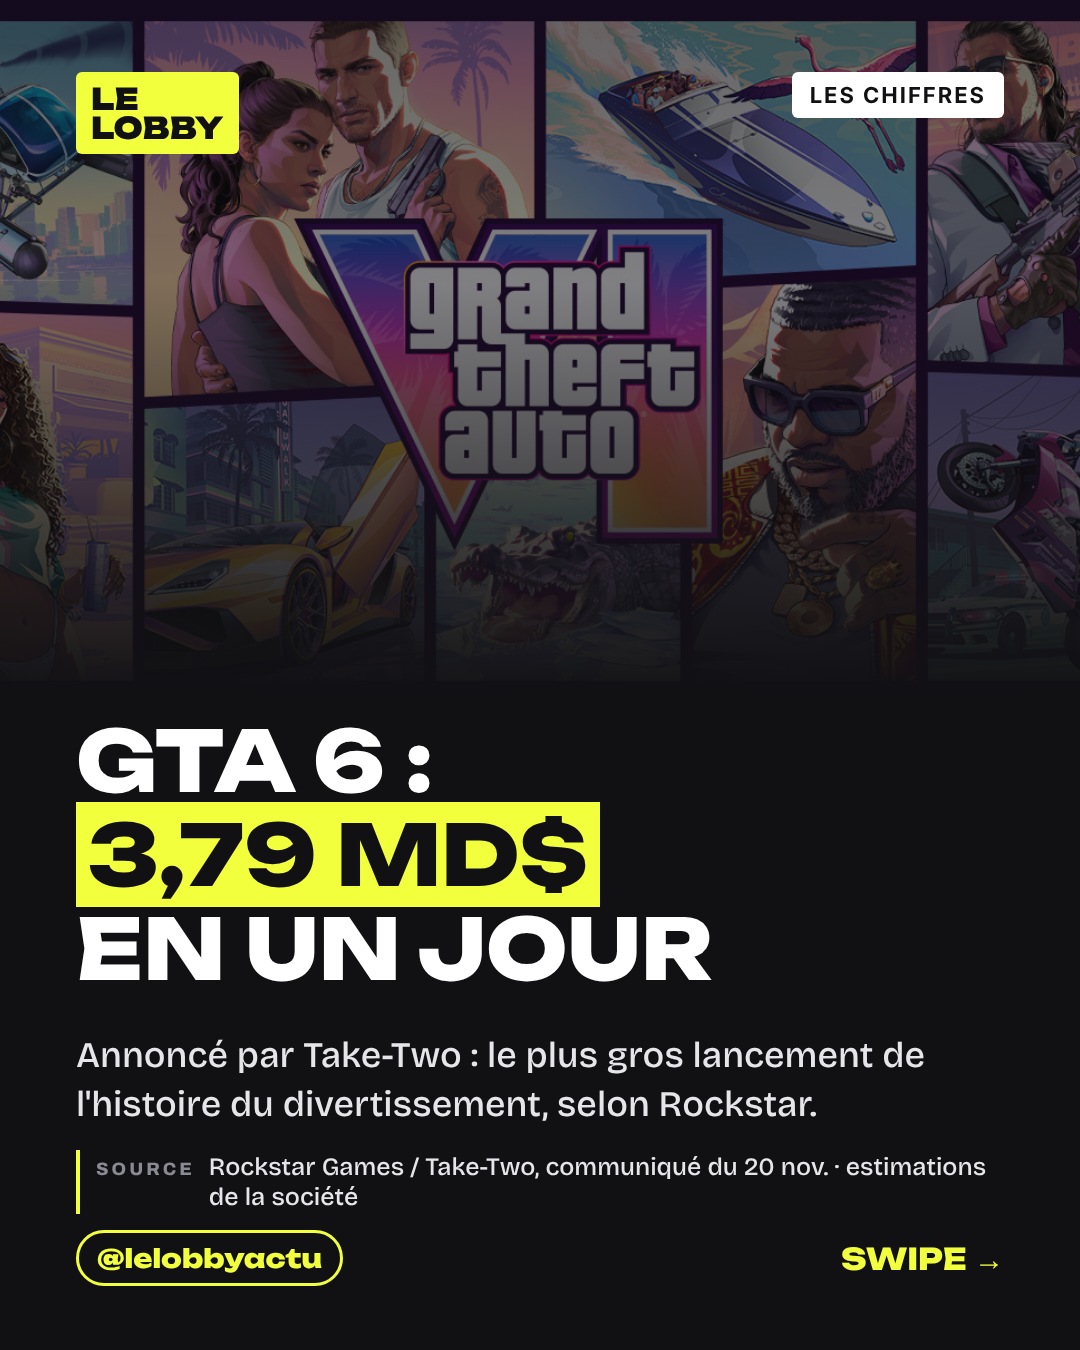 LE
LOBBY
LES CHIFFRES
VI
grand
theft
auto
GTA 6 :
3,79 MD$
EN UN JOUR
Annoncé par Take-Two : le plus gros lancement de
l'histoire du divertissement, selon Rockstar.
SOURCE Rockstar Games / Take-Two, communiqué du 20 nov. · estimations
de la société
@lelobbyactu
SWIPE →